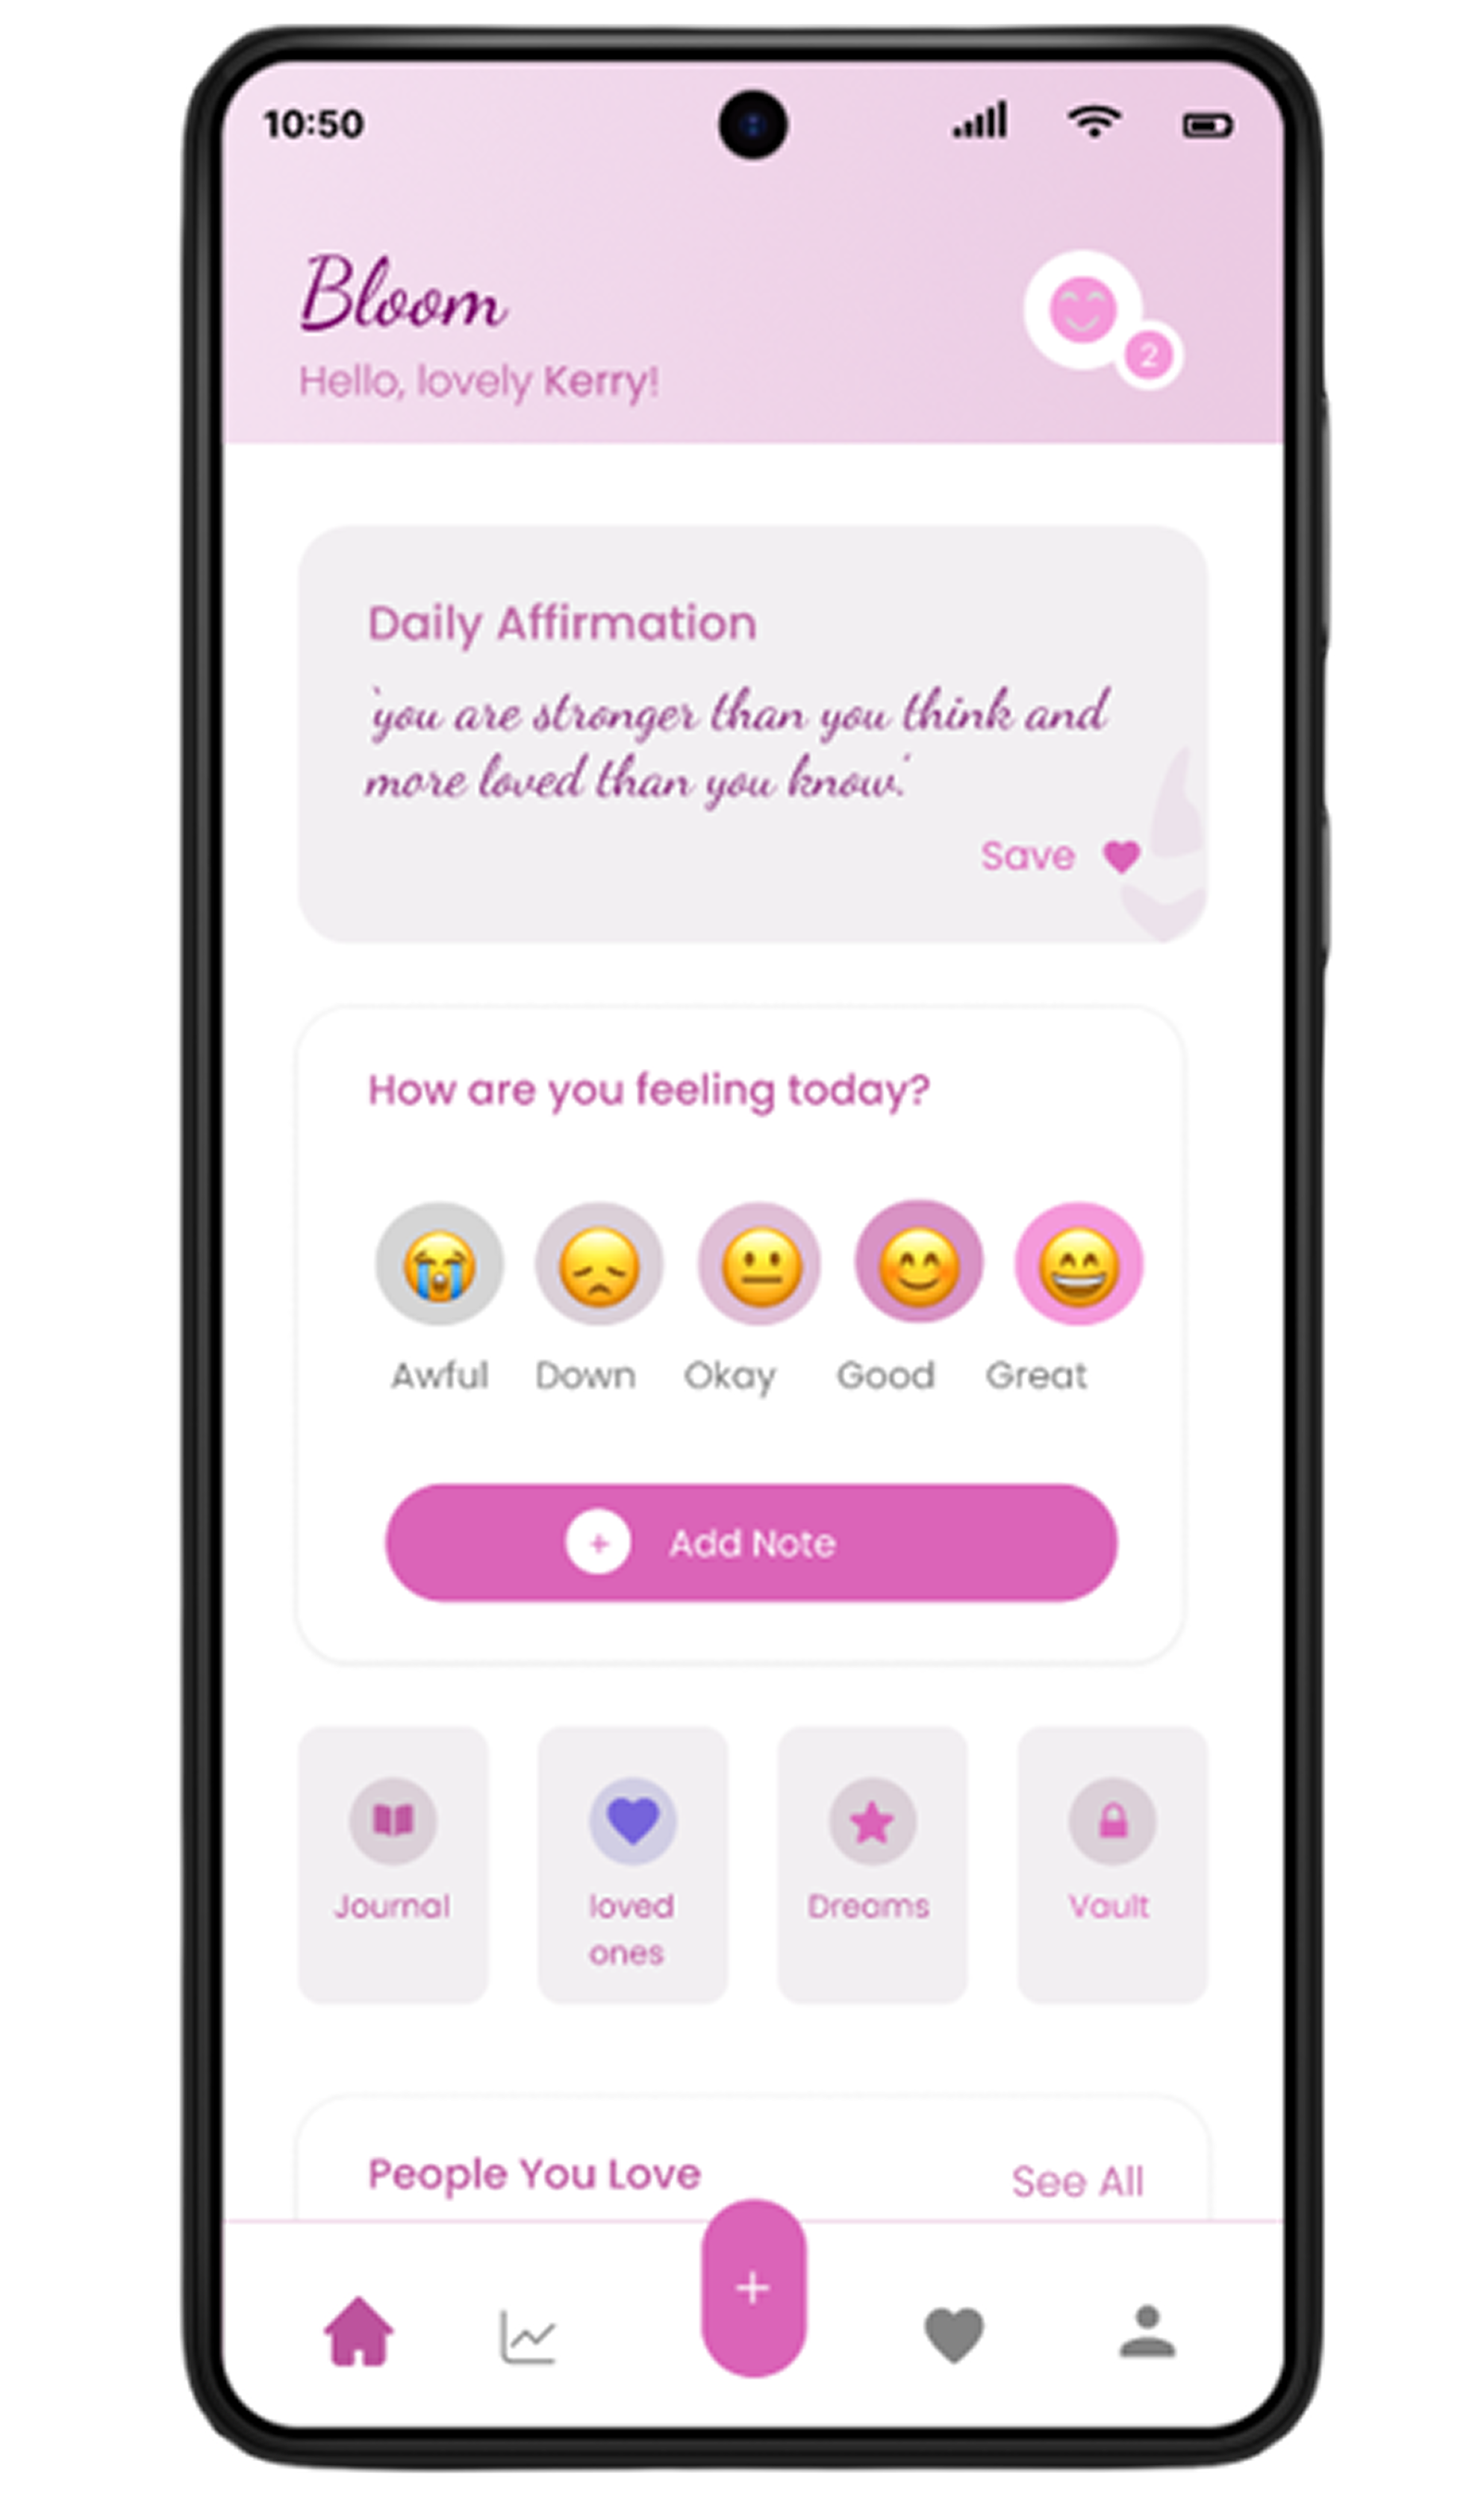 10:50
Bloom
Hello, lovely Kerry!
2
Daily Affirmation
'you are stronger than you think and
more loved than you know.'
Save
How are you feeling today?
Awful Down Okay Good Great
+ Add Note
Journal loved ones Dreams Vault
People You Love See All
+